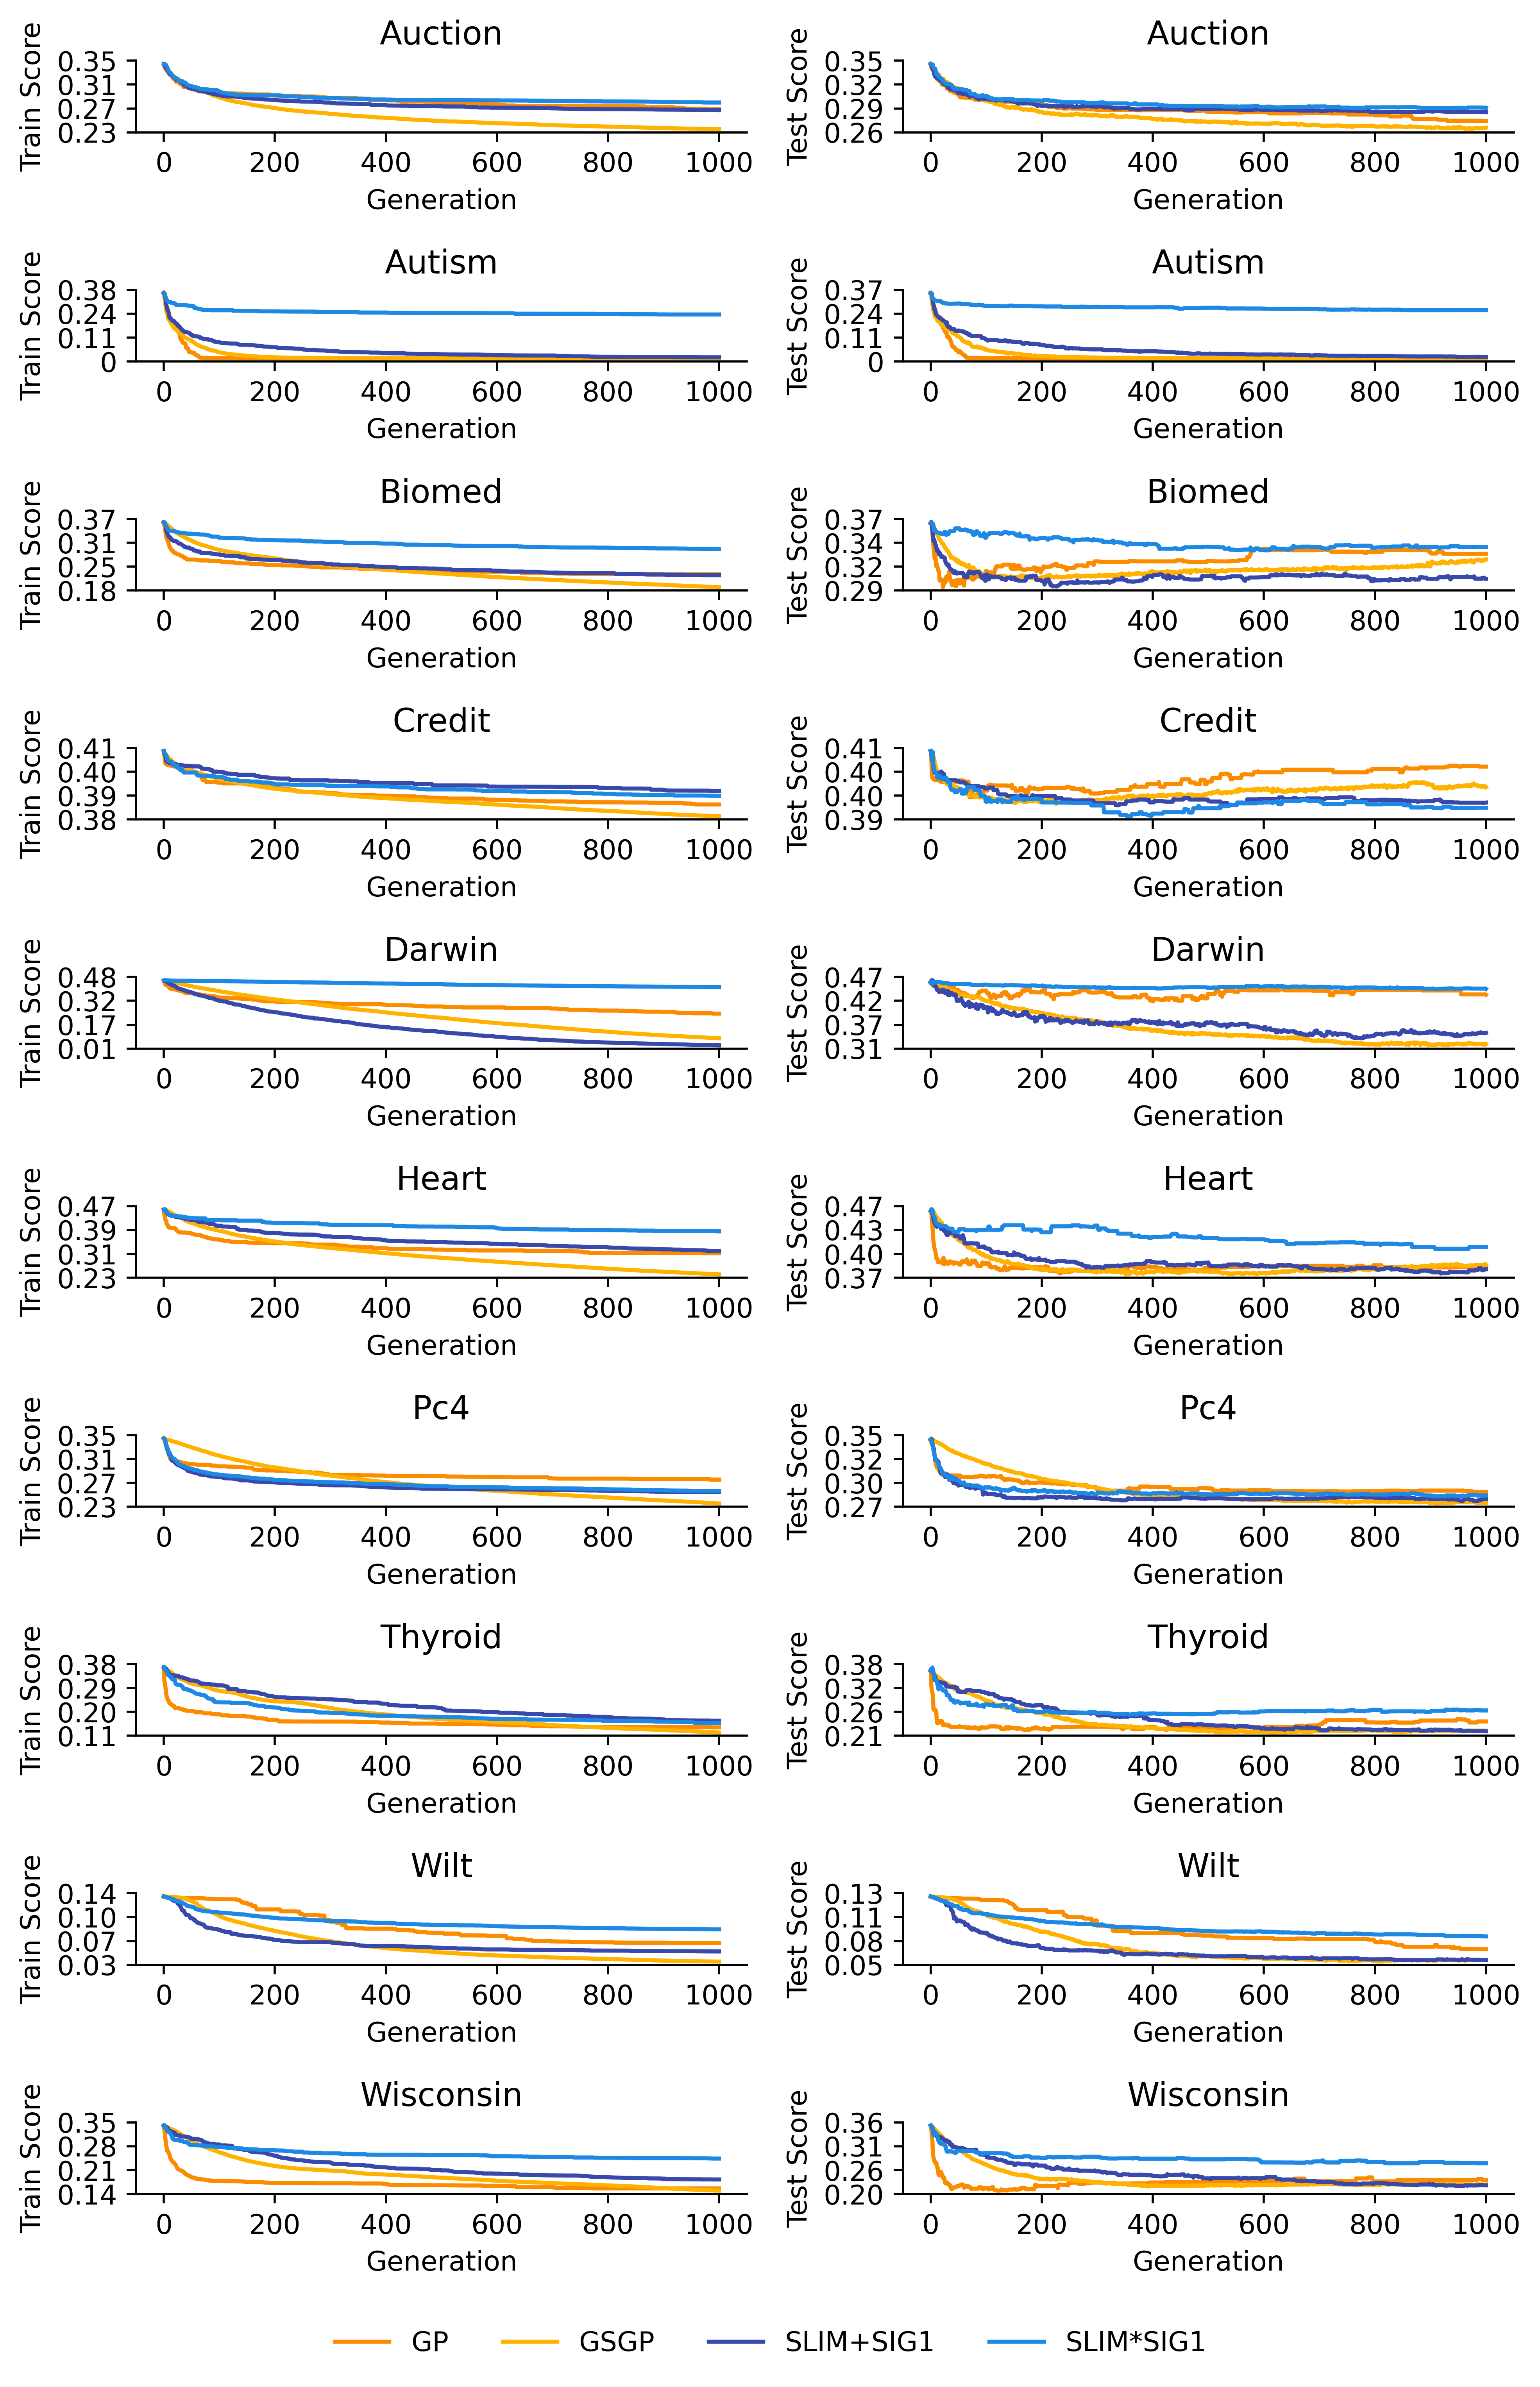 Auction
Auction
Train Score
0.35
0.31
0.27
0.23
0 200 400 600 800 1000
Generation
Test Score
0.35
0.32
0.29
0.26
0 200 400 600 800 1000
Generation
Autism
Autism
Train Score
0.38
0.24
0.11
0
0 200 400 600 800 1000
Generation
Test Score
0.37
0.24
0.11
0
0 200 400 600 800 1000
Generation
Biomed
Biomed
Train Score
0.37
0.31
0.25
0.18
0 200 400 600 800 1000
Generation
Test Score
0.37
0.34
0.32
0.29
0 200 400 600 800 1000
Generation
Credit
Credit
Train Score
0.41
0.40
0.39
0.38
0 200 400 600 800 1000
Generation
Test Score
0.41
0.40
0.40
0.39
0 200 400 600 800 1000
Generation
Darwin
Darwin
Train Score
0.48
0.32
0.17
0.01
0 200 400 600 800 1000
Generation
Test Score
0.47
0.42
0.37
0.31
0 200 400 600 800 1000
Generation
Heart
Heart
Train Score
0.47
0.39
0.31
0.23
0 200 400 600 800 1000
Generation
Test Score
0.47
0.43
0.40
0.37
0 200 400 600 800 1000
Generation
Pc4
Pc4
Train Score
0.35
0.31
0.27
0.23
0 200 400 600 800 1000
Generation
Test Score
0.35
0.32
0.30
0.27
0 200 400 600 800 1000
Generation
Thyroid
Thyroid
Train Score
0.38
0.29
0.20
0.11
0 200 400 600 800 1000
Generation
Test Score
0.38
0.32
0.26
0.21
0 200 400 600 800 1000
Generation
Wilt
Wilt
Train Score
0.14
0.10
0.07
0.03
0 200 400 600 800 1000
Generation
Test Score
0.13
0.11
0.08
0.05
0 200 400 600 800 1000
Generation
Wisconsin
Wisconsin
Train Score
0.35
0.28
0.21
0.14
0 200 400 600 800 1000
Generation
Test Score
0.36
0.31
0.26
0.20
0 200 400 600 800 1000
Generation
GP GSGP SLIM+SIG1 SLIM*SIG1